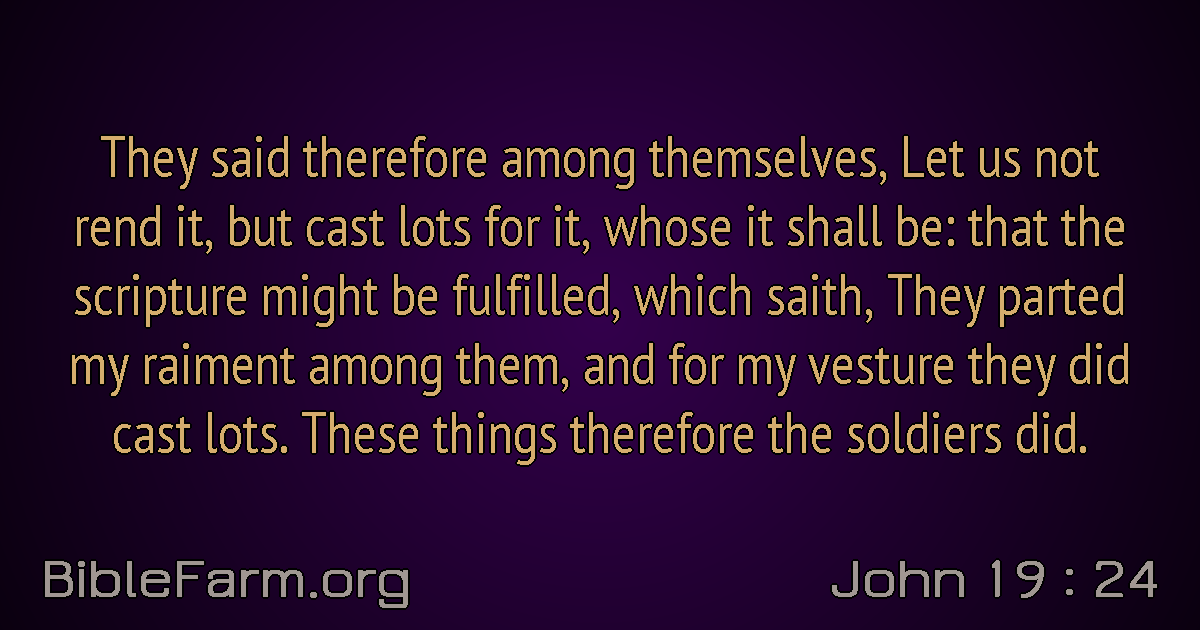 They said therefore among themselves, Let us not
rend it, but cast lots for it, whose it shall be: that the
scripture might be fulfilled, which saith, They parted
my raiment among them, and for my vesture they did
cast lots. These things therefore the soldiers did.
BibleFarm.org
John 19 : 24